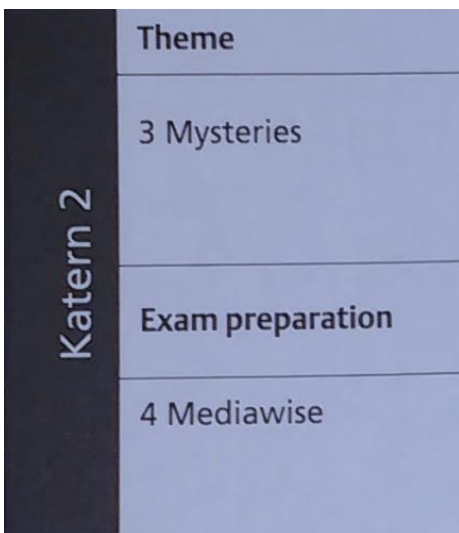 Katern 2
Theme
3 Mysteries
Exam preparation
4 Mediawise